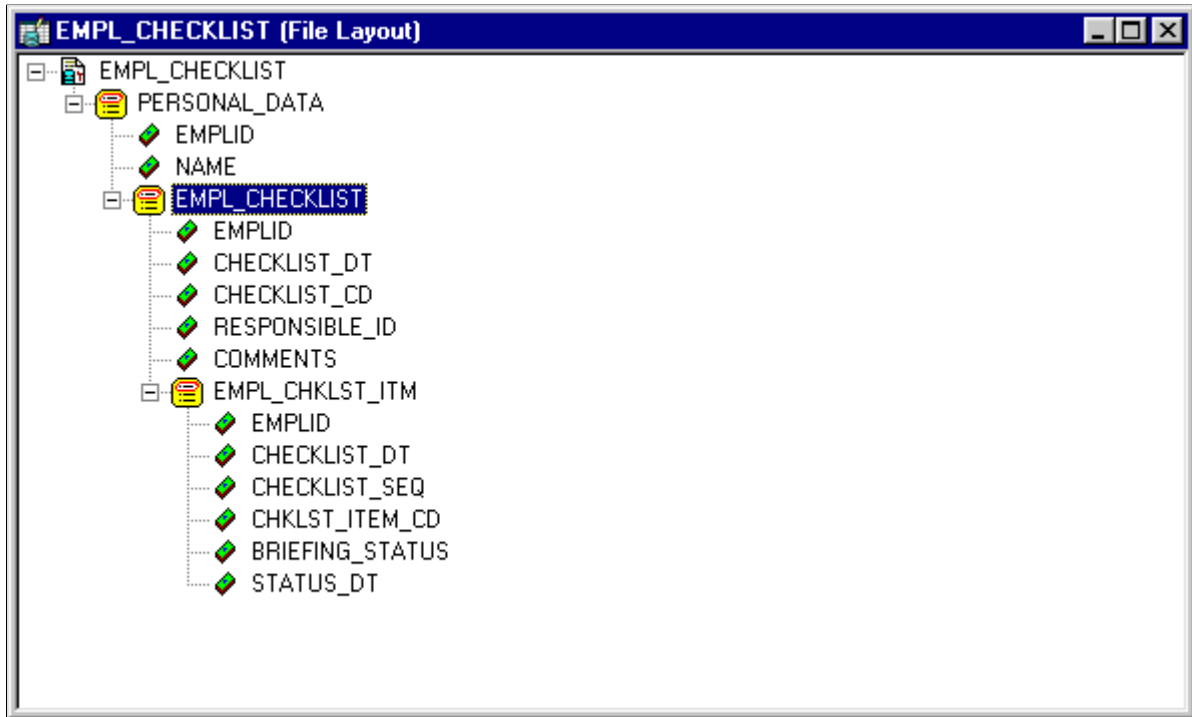 EMPL_CHECKLIST (File Layout)
EMPL_CHECKLIST
PERSONAL_DATA
EMPLID
NAME
EMPL_CHECKLIST
EMPLID
CHECKLIST_DT
CHECKLIST_CD
RESPONSIBLE_ID
COMMENTS
EMPL_CHKLST_ITM
EMPLID
CHECKLIST_DT
CHECKLIST_SEQ
CHKLST_ITEM_CD
BRIEFING_STATUS
STATUS_DT